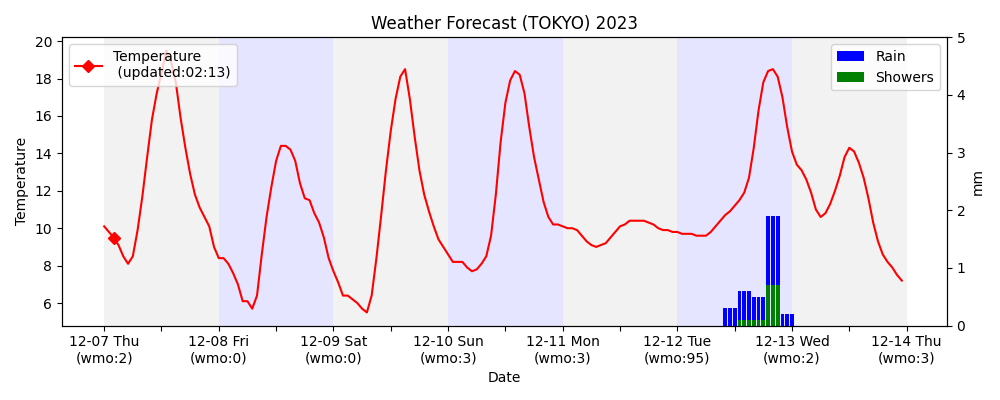 Weather Forecast (TOKYO) 2023
Temperature
(updated:02:13)
Rain
Showers
20
18
16
14
12
10
8
6
Temperature
5
4
3
2
1
0
mm
12-07 Thu 12-08 Fri 12-09 Sat 12-10 Sun 12-11 Mon 12-12 Tue 12-13 Wed 12-14 Thu
(wmo:2) (wmo:0) (wmo:0) (wmo:3) (wmo:3) (wmo:95) (wmo:2) (wmo:3)
Date